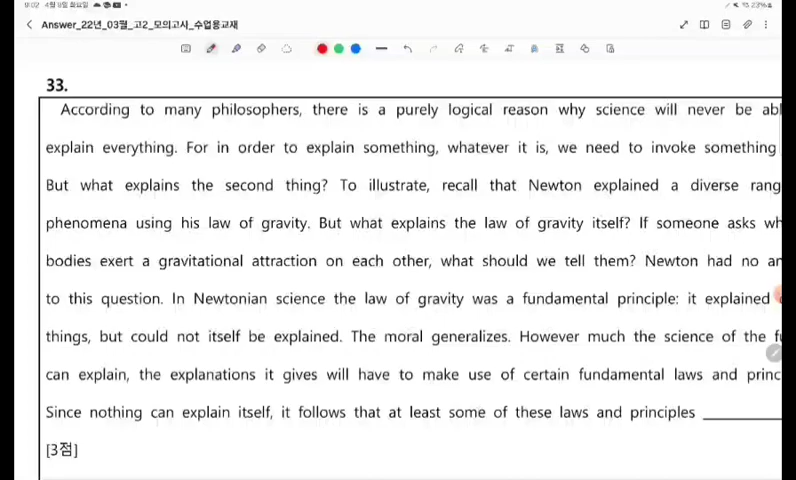 Answer_22년_03월_고2_모의고사_수업용교재
33.
According to many philosophers, there is a purely logical reason why science will never be
explain everything. For in order to explain something, whatever it is, we need to invoke something
But what explains the second thing? To illustrate, recall that Newton explained a diverse
phenomena using his law of gravity. But what explains the law of gravity itself? If someone asks
bodies exert a gravitational attraction on each other, what should we tell them? Newton had no
to this question. In Newtonian science the law of gravity was a fundamental principle: it explained
things, but could not itself be explained. The moral generalizes. However much the science of the
can explain, the explanations it gives will have to make use of certain fundamental laws and
Since nothing can explain itself, it follows that at least some of these laws and principles
[3점]